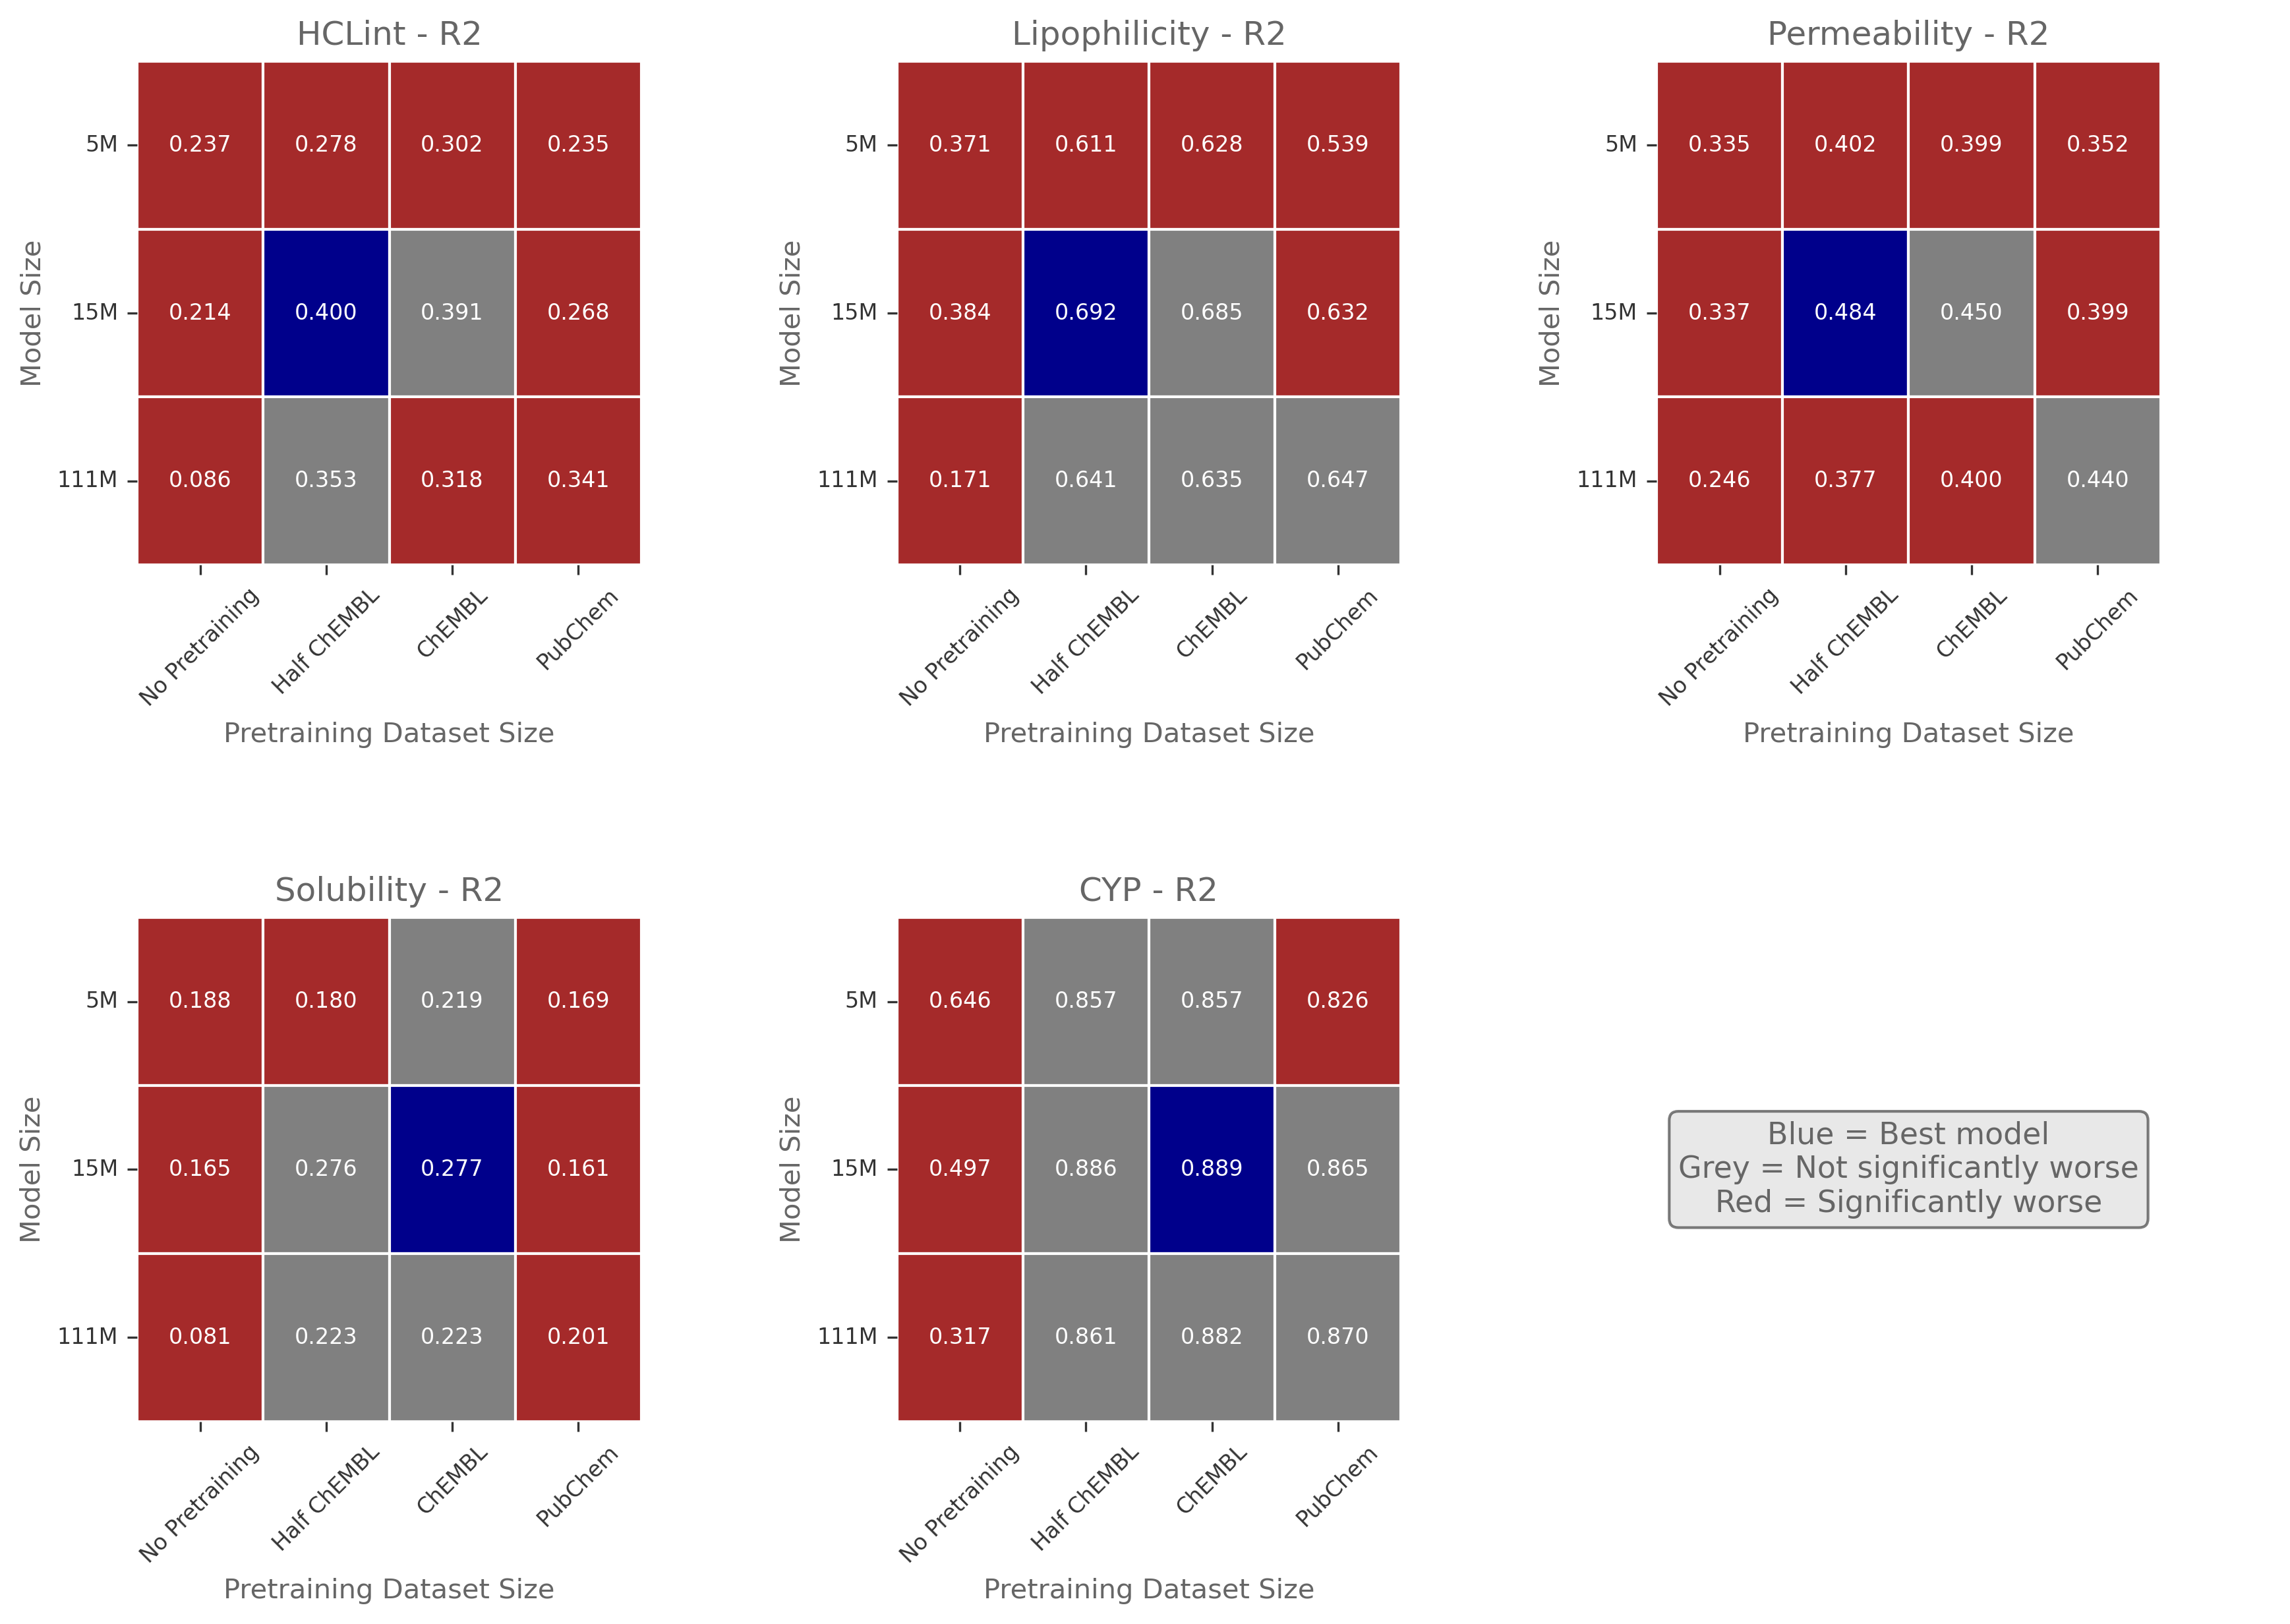 HCLint - R2
Model Size
5M 0.237 0.278 0.302 0.235
15M 0.214 0.400 0.391 0.268
111M 0.086 0.353 0.318 0.341
No Pretraining
Half ChEMBL
ChEMBL
PubChem
Pretraining Dataset Size
Lipophilicity - R2
Model Size
5M 0.371 0.611 0.628 0.539
15M 0.384 0.692 0.685 0.632
111M 0.171 0.641 0.635 0.647
No Pretraining
Half ChEMBL
ChEMBL
PubChem
Pretraining Dataset Size
Permeability - R2
Model Size
5M 0.335 0.402 0.399 0.352
15M 0.337 0.484 0.450 0.399
111M 0.246 0.377 0.400 0.440
No Pretraining
Half ChEMBL
ChEMBL
PubChem
Pretraining Dataset Size
Solubility - R2
Model Size
5M 0.188 0.180 0.219 0.169
15M 0.165 0.276 0.277 0.161
111M 0.081 0.223 0.223 0.201
No Pretraining
Half ChEMBL
ChEMBL
PubChem
Pretraining Dataset Size
CYP - R2
Model Size
5M 0.646 0.857 0.857 0.826
15M 0.497 0.886 0.889 0.865
111M 0.317 0.861 0.882 0.870
No Pretraining
Half ChEMBL
ChEMBL
PubChem
Pretraining Dataset Size
Blue = Best model
Grey = Not significantly worse
Red = Significantly worse